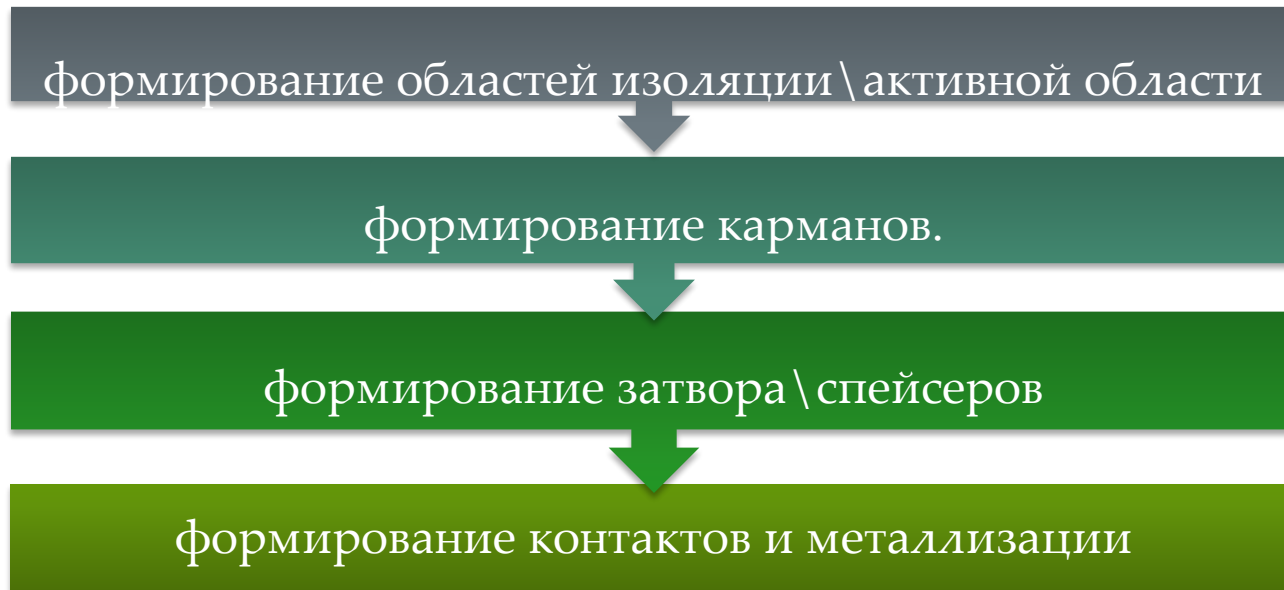 формирование областей изоляции\активной области
формирование карманов.
формирование затвора\спейсеров
формирование контактов и металлизации